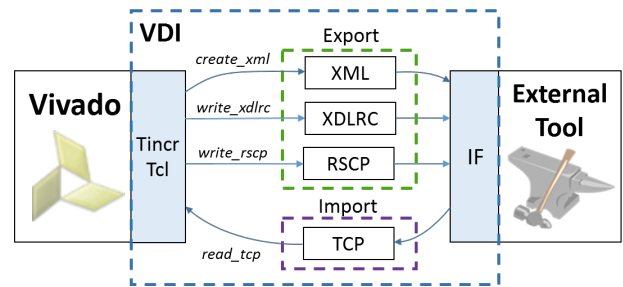 VDI
Export
create_xml
XML
Vivado
write_xdlrc
XDLRC
External
Tool
Tincr
Tcl
write_rscp
RSCP
IF
Import
read_tcp
TCP